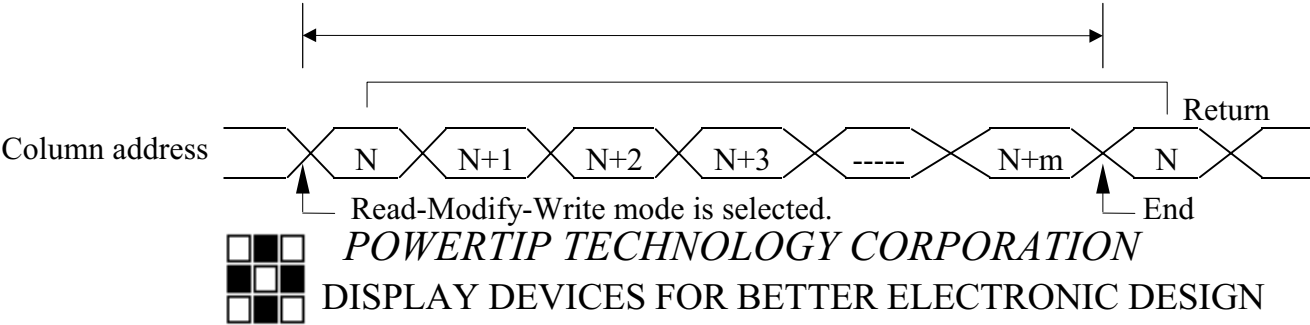 Return
Column address N N+1 N+2 N+3 ----- N+m N
Read-Modify-Write mode is selected. End
POWERTIP TECHNOLOGY CORPORATION
DISPLAY DEVICES FOR BETTER ELECTRONIC DESIGN